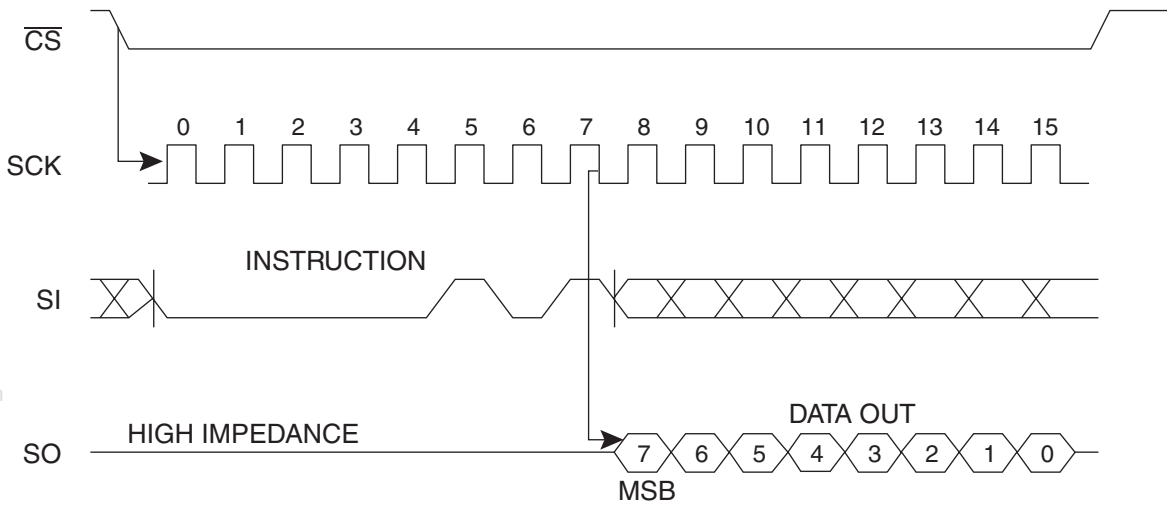 CS
0 1 2 3 4 5 6 7 8 9 10 11 12 13 14 15
SCK
INSTRUCTION
SI
DATA OUT
HIGH IMPEDANCE
SO
7 6 5 4 3 2 1 0
MSB